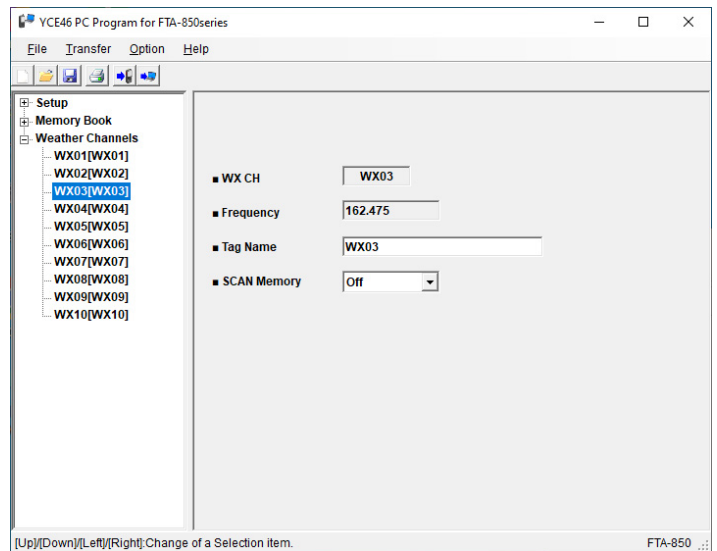 YCE46 PC Program for FTA-850series
File Transfer Option Help
Setup
Memory Book
Weather Channels
WX01[WX01]
WX02[WX02]
WX03[WX03]
WX04[WX04]
WX05[WX05]
WX06[WX06]
WX07[WX07]
WX08[WX08]
WX09[WX09]
WX10[WX10]
WX CH WX03
Frequency 162.475
Tag Name WX03
SCAN Memory Off
[Up]/[Down]/[Left]/[Right]:Change of a Selection item. FTA-850